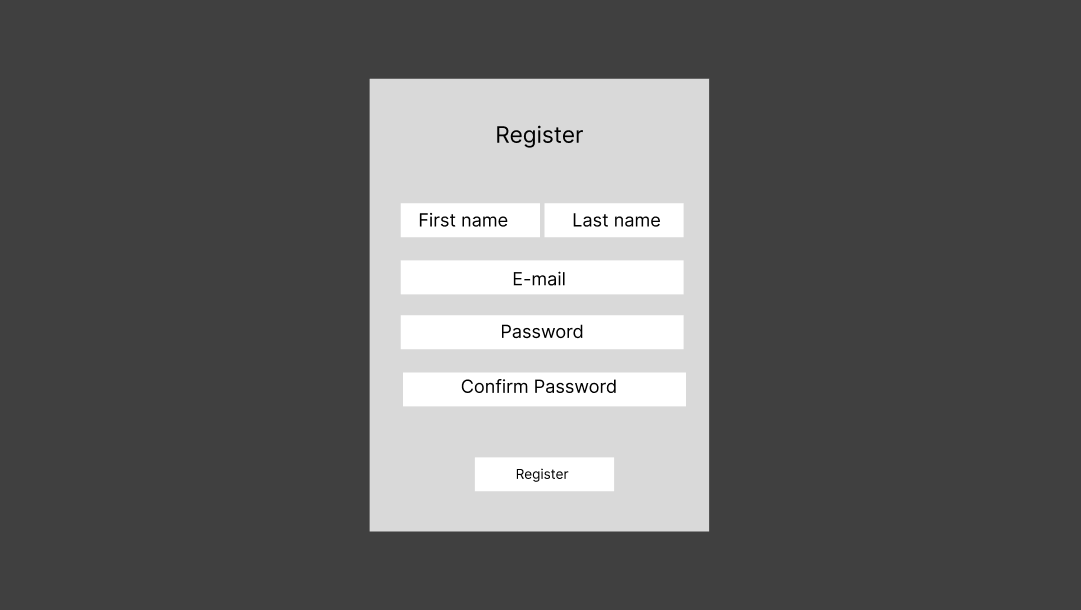 Register
First name Last name
E-mail
Password
Confirm Password
Register